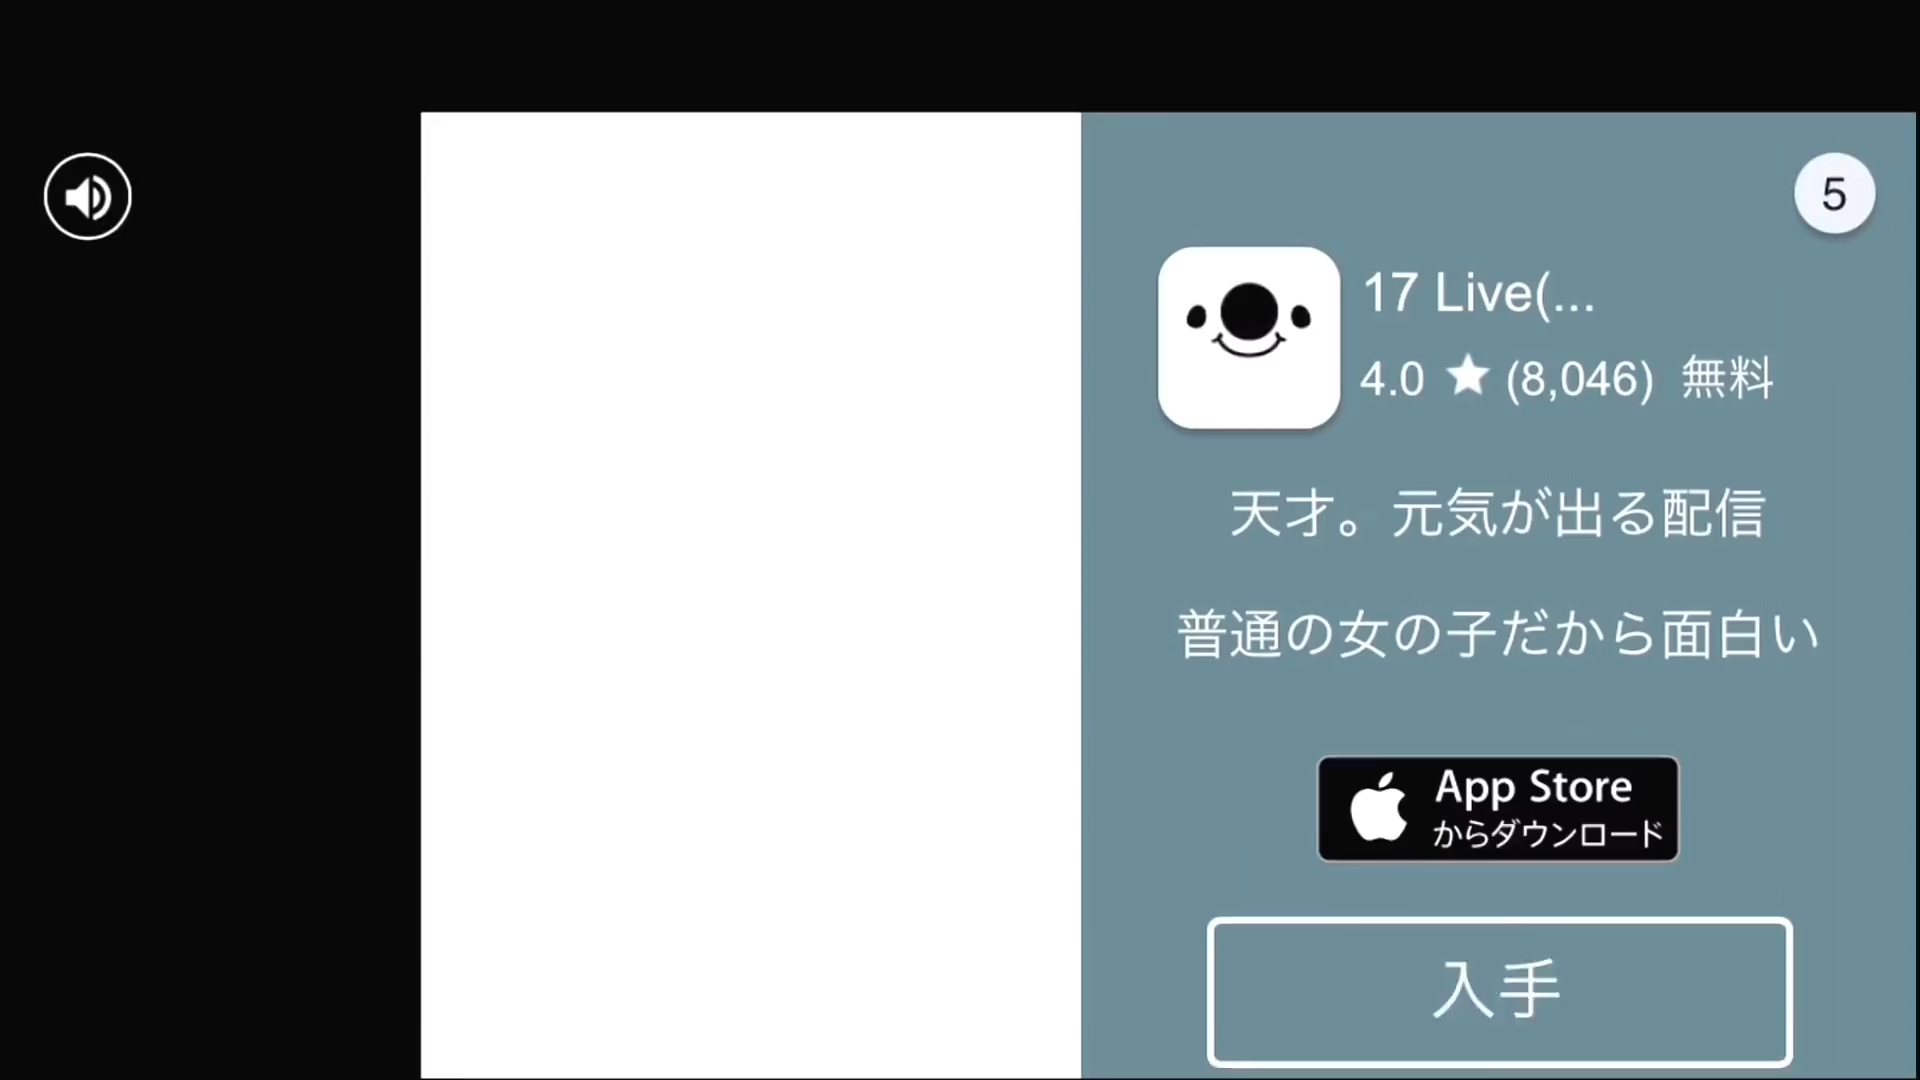 5
17 Live(...
4.0 ★ (8,046) 無料
天才。元気が出る配信
普通の女の子だから面白い
App Store
からダウンロード
入手